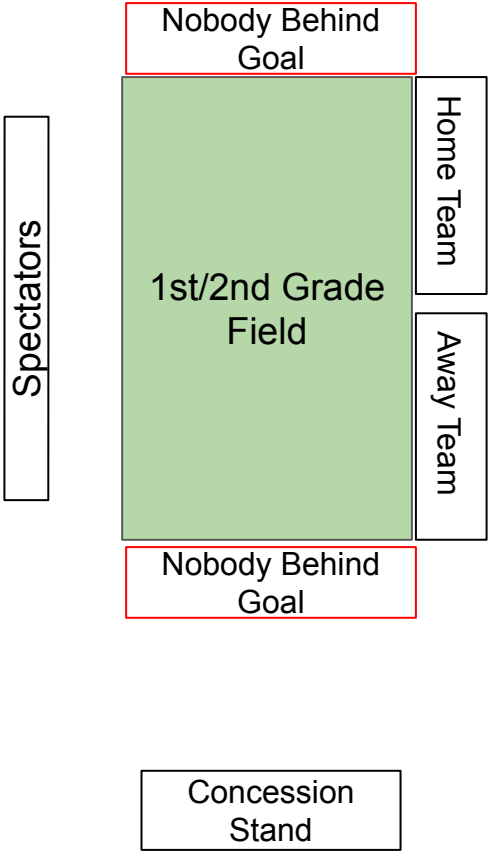 Nobody Behind
Goal
Home Team
Spectators
1st/2nd Grade
Field
Away Team
Nobody Behind
Goal
Concession
Stand